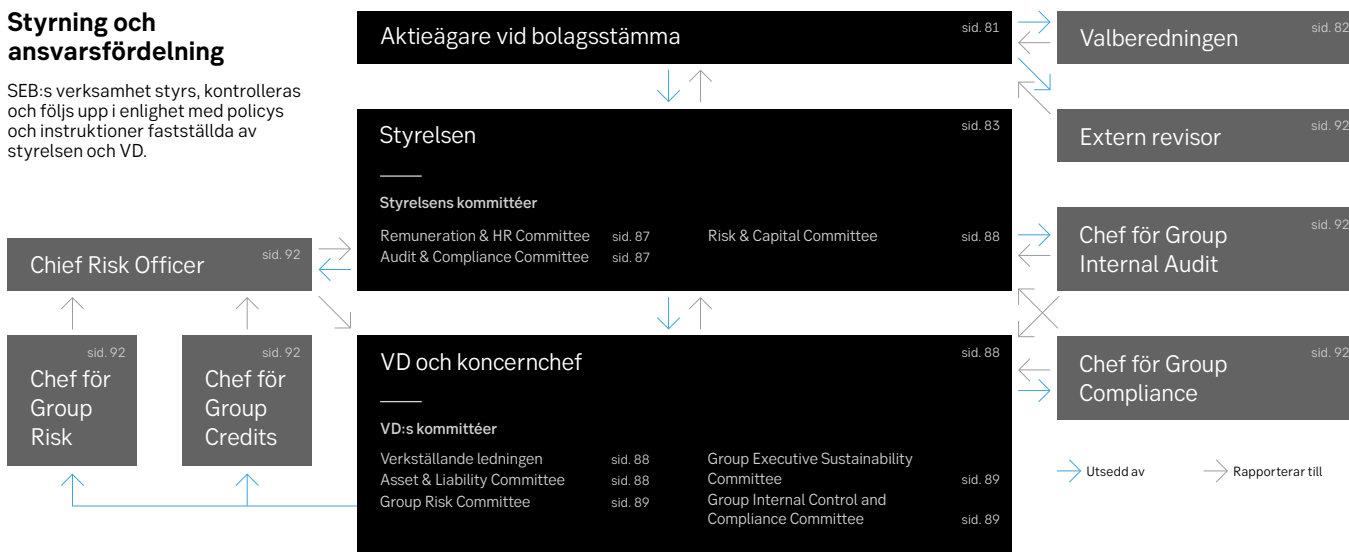 Styrning och
ansvarsfördelning
SEB:s verksamhet styrs, kontrolleras
och följs upp i enlighet med policys
och instruktioner fastställda av
styrelsen och VD.
Aktieägare vid bolagsstämma sid. 81
Valberedningen sid. 82
Extern revisor sid. 92
Styrelsen sid. 83
Styrelsens kommittéer
Remuneration & HR Committee sid. 87
Audit & Compliance Committee sid. 87
Risk & Capital Committee sid. 88
Chief Risk Officer sid. 92
sid. 92
Chef för Group
Internal Audit
sid. 92
Chef för
Group
Risk
sid. 92
Chef för
Group
Credits
VD och koncernchef sid. 88
VD:s kommittéer
Verkställande ledningen sid. 88
Asset & Liability Committee sid. 88
Group Risk Committee sid. 89
Group Executive Sustainability
Committee sid. 89
Group Internal Control and
Compliance Committee sid. 89
sid. 92
Chef för Group
Compliance
Utsedd av
Rapporterar till